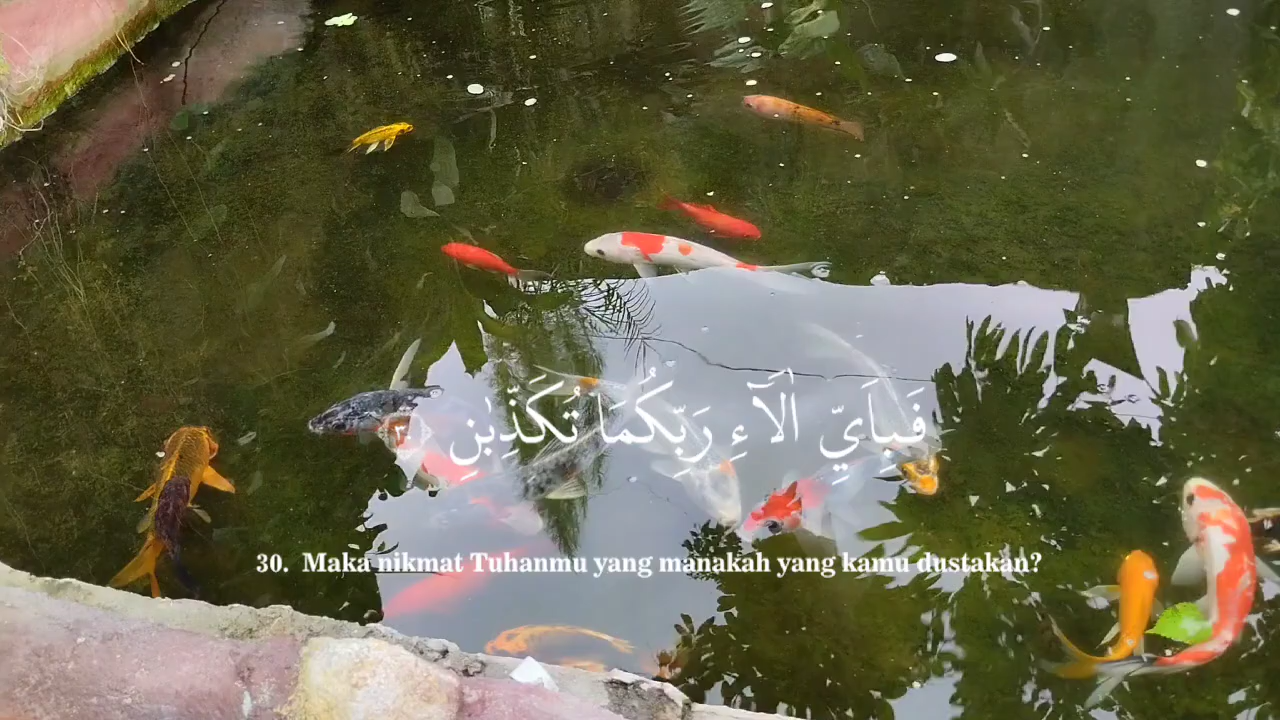 فَبِاَيِّ اٰلَاۤءِ رَبِّكُمَا تُكَذِّبٰنِ
30. Maka nikmat Tuhanmu yang manakah yang kamu dustakan?